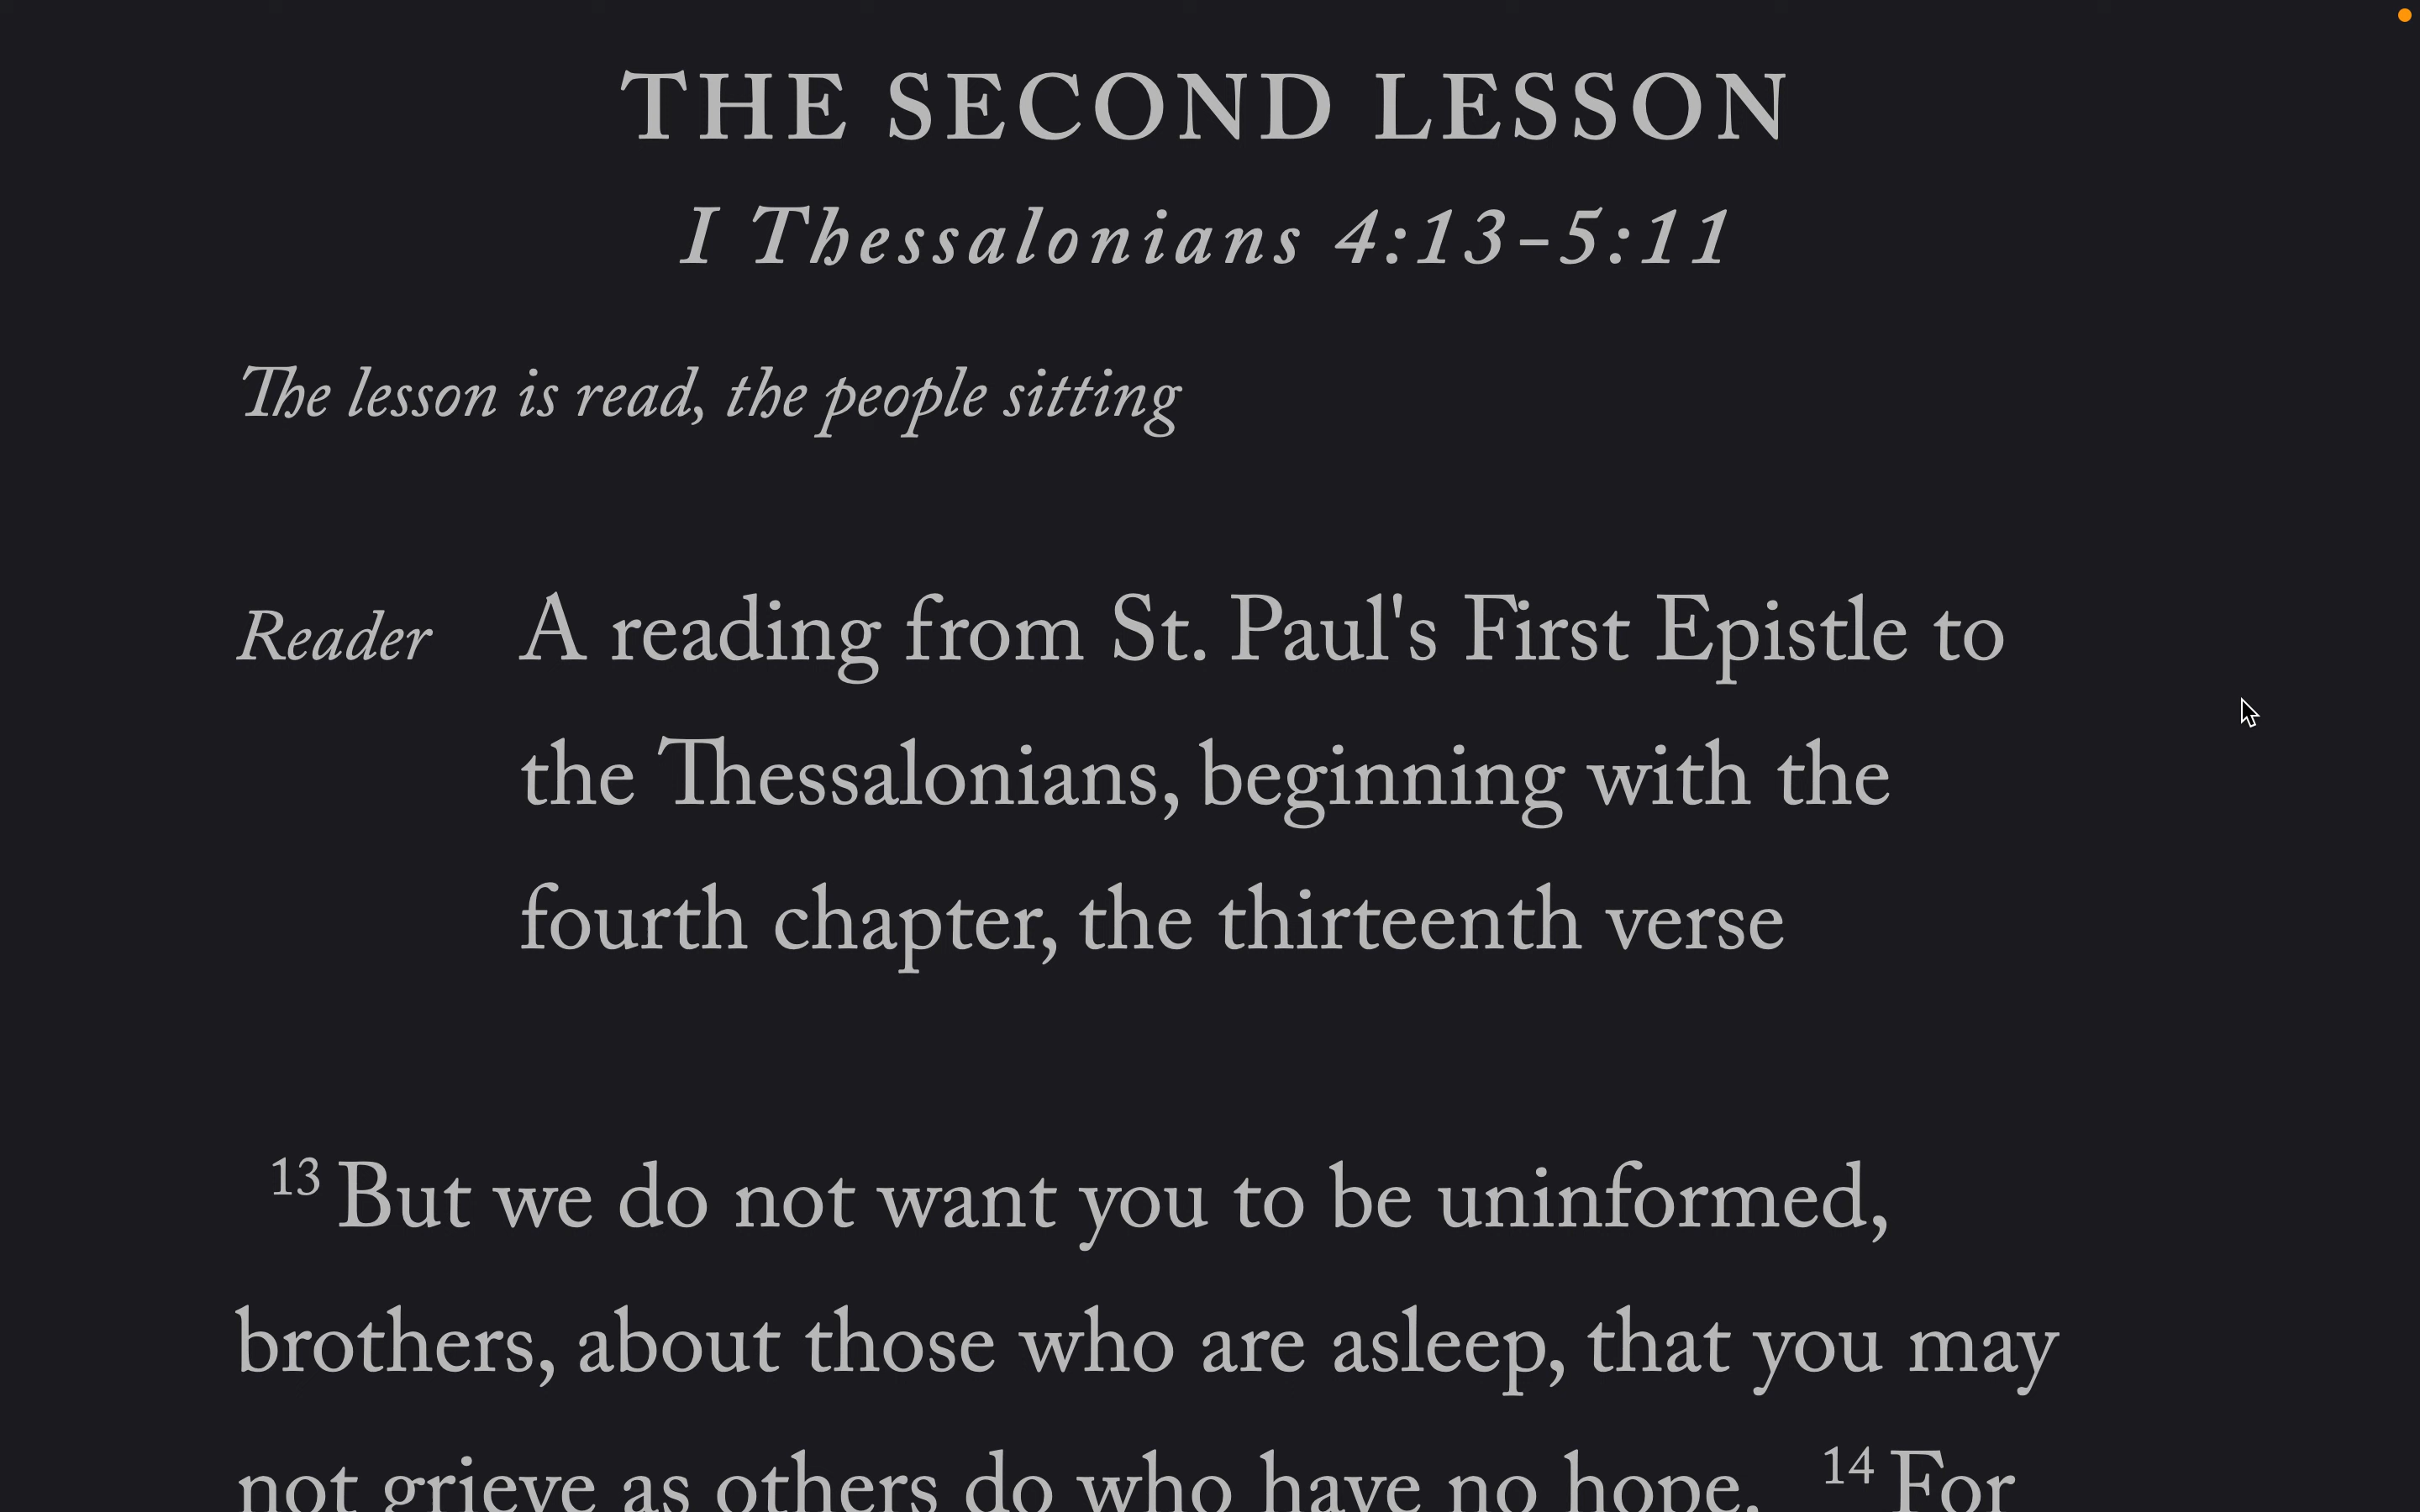 THE SECOND LESSON
I Thessalonians 4:13–5:11
The lesson is read, the people sitting
Reader A reading from St. Paul's First Epistle to
the Thessalonians, beginning with the
fourth chapter, the thirteenth verse
13 But we do not want you to be uninformed,
brothers, about those who are asleep, that you may
not grieve as others do who have no hope. 14 For